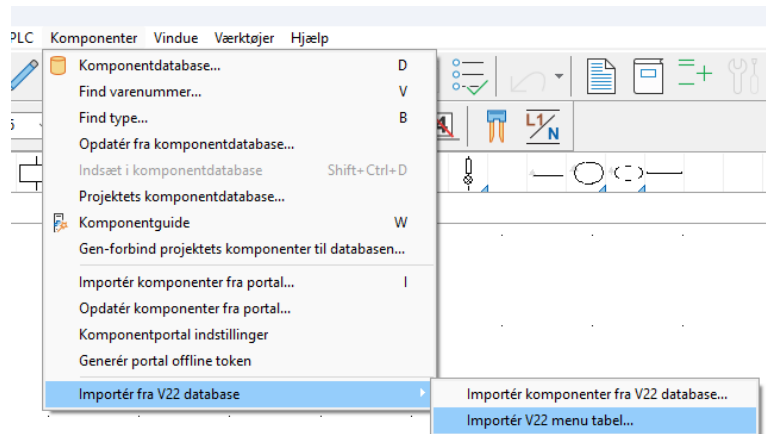 PLC Komponenter Vindue Værktøjer Hjælp
Komponentdatabase... D
Find varenummer... V
Find type... B
Opdatér fra komponentdatabase...
Indsæt i komponentdatabase Shift+Ctrl+D
Projektets komponentdatabase...
Komponentguide W
Gen-forbind projektets komponenter til databasen...
Importér komponenter fra portal... I
Opdatér komponenter fra portal...
Komponentportal indstillinger
Generér portal offline token
Importér fra V22 database
Importér komponenter fra V22 database...
Importér V22 menu tabel...
L1/N